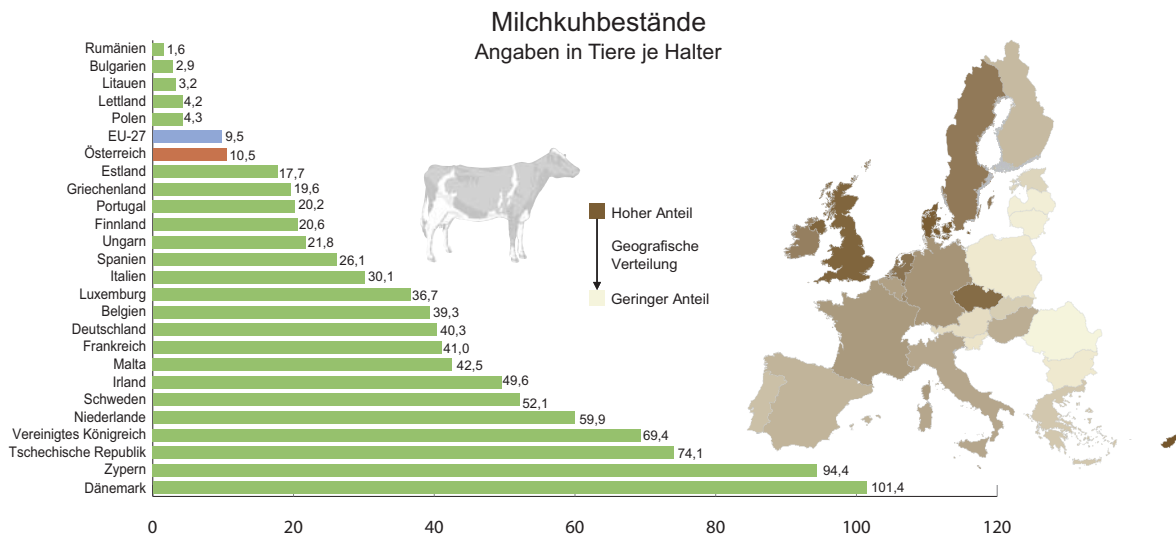 Milchkuhbestände
Angaben in Tiere je Halter
Rumänien 1,6
Bulgarien 2,9
Litauen 3,2
Lettland 4,2
Polen 4,3
EU-27 9,5
Österreich 10,5
Estland 17,7
Griechenland 19,6
Portugal 20,2
Finnland 20,6
Ungarn 21,8
Spanien 26,1
Italien 30,1
Luxemburg 36,7
Belgien 39,3
Deutschland 40,3
Frankreich 41,0
Malta 42,5
Irland 49,6
Schweden 52,1
Niederlande 59,9
Vereinigtes Königreich 69,4
Tschechische Republik 74,1
Zypern 94,4
Dänemark 101,4
0 20 40 60 80 100 120
Hoher Anteil
Geografische
Verteilung
Geringer Anteil